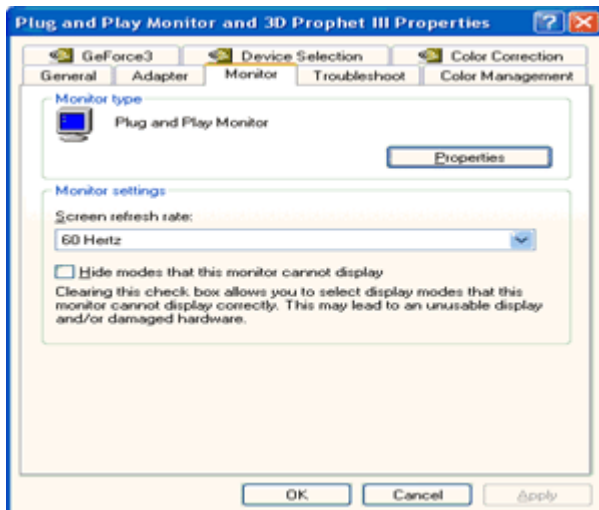 Plug and Play Monitor and 3D Prophet III Properties
GeForce3 Device Selection Color Correction
General Adapter Monitor Troubleshoot Color Management
Monitor type
Plug and Play Monitor
Properties
Monitor settings
Screen refresh rate:
60 Hertz
Hide modes that this monitor cannot display
Clearing this check box allows you to select display modes that this
monitor cannot display correctly. This may lead to an unusable display
and/or damaged hardware.
OK Cancel Apply